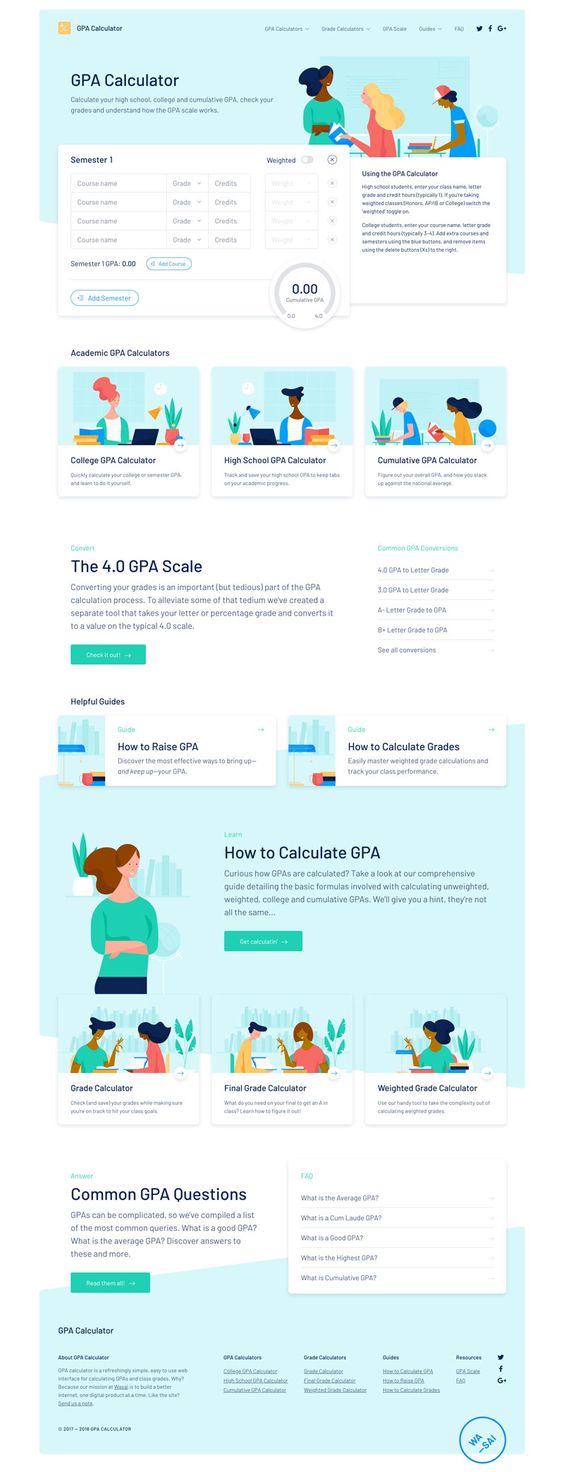 GPA Calculator
GPA Calculators
Grade Calculators
GPA Scale
Guides
FAQ
GPA Calculator
Calculate your high school, college and cumulative GPA, check your
grades and understand how the GPA scale works.
Semester 1
Weighted
Course name Grade Credits Weight
Course name Grade Credits Weight
Course name Grade Credits Weight
Course name Grade Credits Weight
Semester 1 GPA: 0.00
Add Course
Add Semester
0.00
Cumulative GPA
0.0 4.0
Using the GPA Calculator
High school students, enter your class name, letter
grade and credit hours (typically 1). If you're taking
weighted classes (Honors, AP/IB or College) switch the
'weighted' toggle on.
College students, enter your course name, letter grade
and credit hours (typically 3-4). Add extra courses and
semesters using the blue buttons, and remove items
using the delete buttons (Xs) to the right.
Academic GPA Calculators
College GPA Calculator
Quickly calculate your college or semester GPA,
and learn to do it yourself.
High School GPA Calculator
Track and save your high school GPA to keep tabs
on your academic progress.
Cumulative GPA Calculator
Figure out your overall GPA, and how you stack
up against the national average.
Convert
The 4.0 GPA Scale
Converting your grades is an important (but tedious) part of the GPA
calculation process. To alleviate some of that tedium we've created a
separate tool that takes your letter or percentage grade and converts it
to a value on the typical 4.0 scale.
Check it out!
Common GPA Conversions
4.0 GPA to Letter Grade
3.0 GPA to Letter Grade
A- Letter Grade to GPA
B+ Letter Grade to GPA
See all conversions
Helpful Guides
Guide
How to Raise GPA
Discover the most effective ways to bring up—
and keep up—your GPA.
Guide
How to Calculate Grades
Easily master weighted grade calculations and
track your class performance.
Learn
How to Calculate GPA
Curious how GPAs are calculated? Take a look at our comprehensive
guide detailing the basic formulas involved with calculating unweighted,
weighted, college and cumulative GPAs. We'll give you a hint, they're not
all the same...
Get calculatin'
Grade Calculator
Check (and save) your grades while making sure
you're on track to hit your class goals.
Final Grade Calculator
What do you need on your final to get an A in
class? Learn how to figure it out!
Weighted Grade Calculator
Use our handy tool to take the complexity out of
calculating weighted grades.
Answer
Common GPA Questions
GPAs can be complicated, so we've compiled a list
of the most common queries. What is a good GPA?
What is the average GPA? Discover answers to
these and more.
Read them all!
FAQ
What is the Average GPA?
What is a Cum Laude GPA?
What is a Good GPA?
What is the Highest GPA?
What is Cumulative GPA?
GPA Calculator
About GPA Calculator
GPA calculator is a refreshingly simple, easy to use web
interface for calculating GPAs and class grades. Why?
Because our mission at Wasai is to build a better
internet, one digital product at a time. Like the site?
Send us a note.
GPA Calculators
College GPA Calculator
High School GPA Calculator
Cumulative GPA Calculator
Grade Calculators
Grade Calculator
Final Grade Calculator
Weighted Grade Calculator
Guides
How to Calculate GPA
How to Raise GPA
How to Calculate Grades
Resources
GPA Scale
FAQ
© 2017 — 2018 GPA CALCULATOR
WA
—SAI